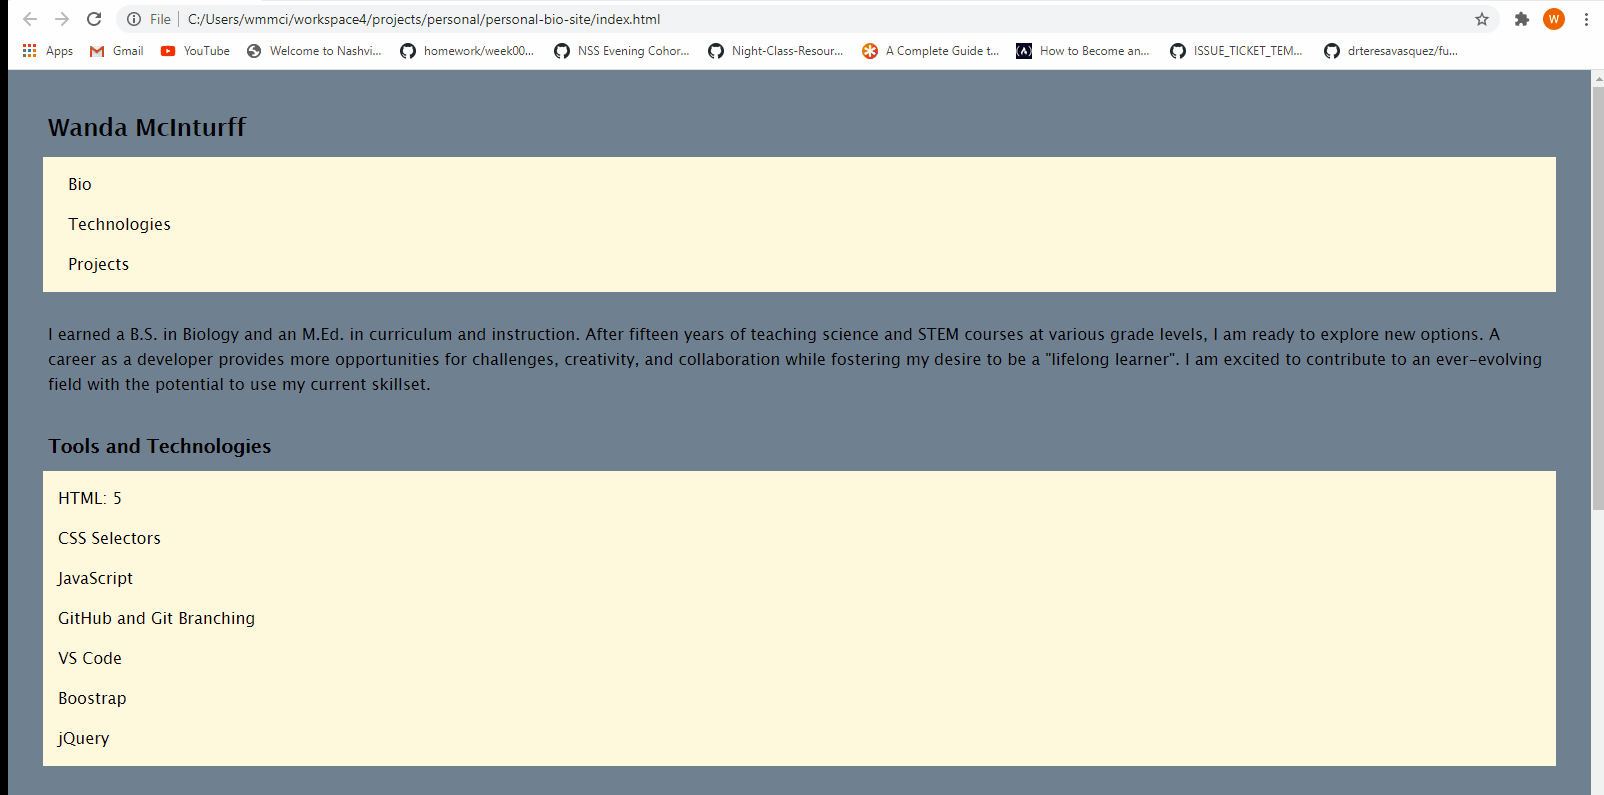 File C:/Users/wmmci/workspace4/projects/personal/personal-bio-site/index.html W
Apps Gmail YouTube Welcome to Nashvi... homework/week00... NSS Evening Cohor... Night-Class-Resour... A Complete Guide t... (A) How to Become an... ISSUE_TICKET_TEM... drteresavasquez/fu...
Wanda McInturff
Bio
Technologies
Projects
I earned a B.S. in Biology and an M.Ed. in curriculum and instruction. After fifteen years of teaching science and STEM courses at various grade levels, I am ready to explore new options. A
career as a developer provides more opportunities for challenges, creativity, and collaboration while fostering my desire to be a "lifelong learner". I am excited to contribute to an ever-evolving
field with the potential to use my current skillset.
Tools and Technologies
HTML: 5
CSS Selectors
JavaScript
GitHub and Git Branching
VS Code
Boostrap
jQuery